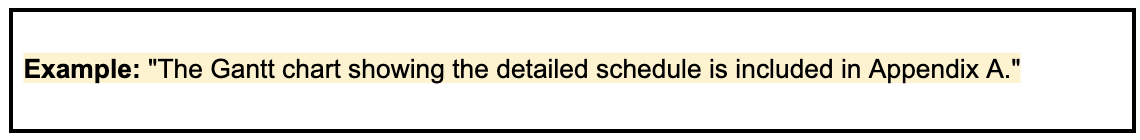 Example: "The Gantt chart showing the detailed schedule is included in Appendix A."